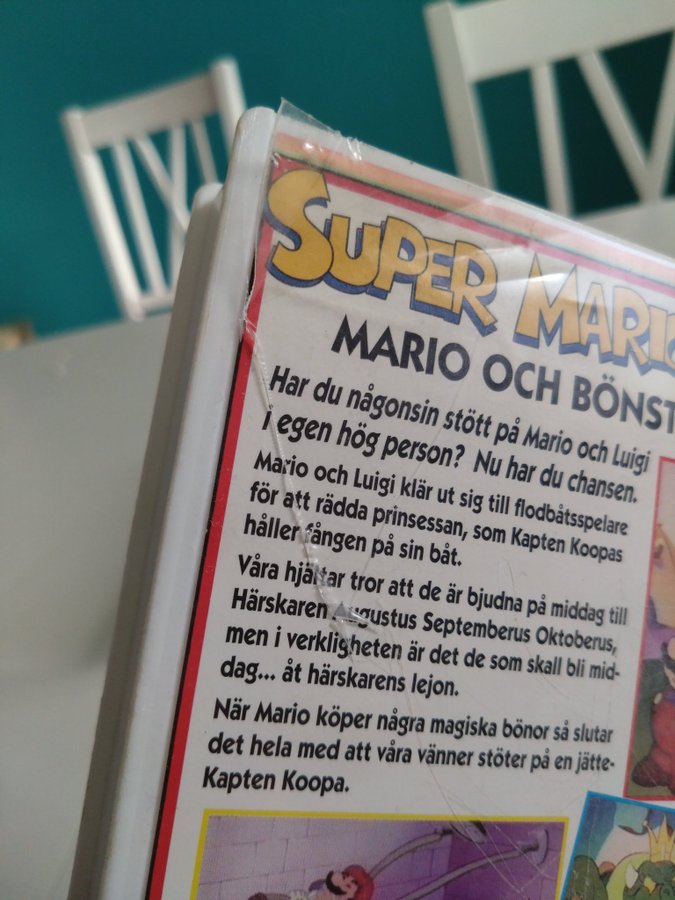 SUPER MARIO
MARIO OCH BÖNST
Har du någonsin stött på Mario och Luigi
i egen hög person? Nu har du chansen.
Mario och Luigi klär ut sig till flodbåtsspelare
för att rädda prinsessan, som Kapten Koopas
håller fången på sin båt.
Våra hjältar tror att de är bjudna på middag till
Härskaren Augustus Septemberus Oktoberus,
men i verkligheten är det de som skall bli mid-
dag... åt härskarens lejon.
När Mario köper några magiska bönor så slutar
det hela med att våra vänner stöter på en jätte-
Kapten Koopa.